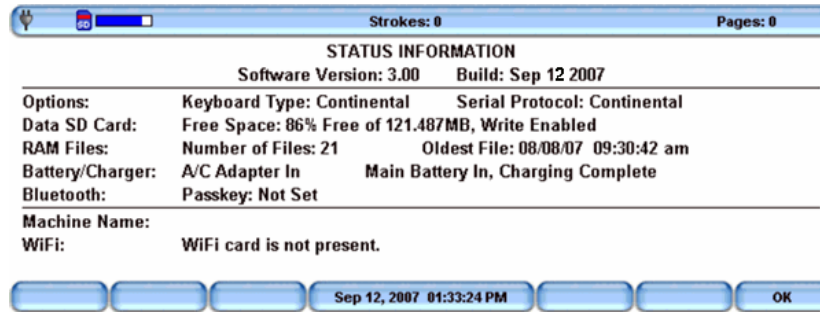 SD Strokes: 0 Pages: 0
STATUS INFORMATION
Software Version: 3.00 Build: Sep 12 2007
Options: Keyboard Type: Continental Serial Protocol: Continental
Data SD Card: Free Space: 86% Free of 121.487MB, Write Enabled
RAM Files: Number of Files: 21 Oldest File: 08/08/07 09:30:42 am
Battery/Charger: A/C Adapter In Main Battery In, Charging Complete
Bluetooth: Passkey: Not Set
Machine Name:
WiFi: WiFi card is not present.
Sep 12, 2007 01:33:24 PM OK